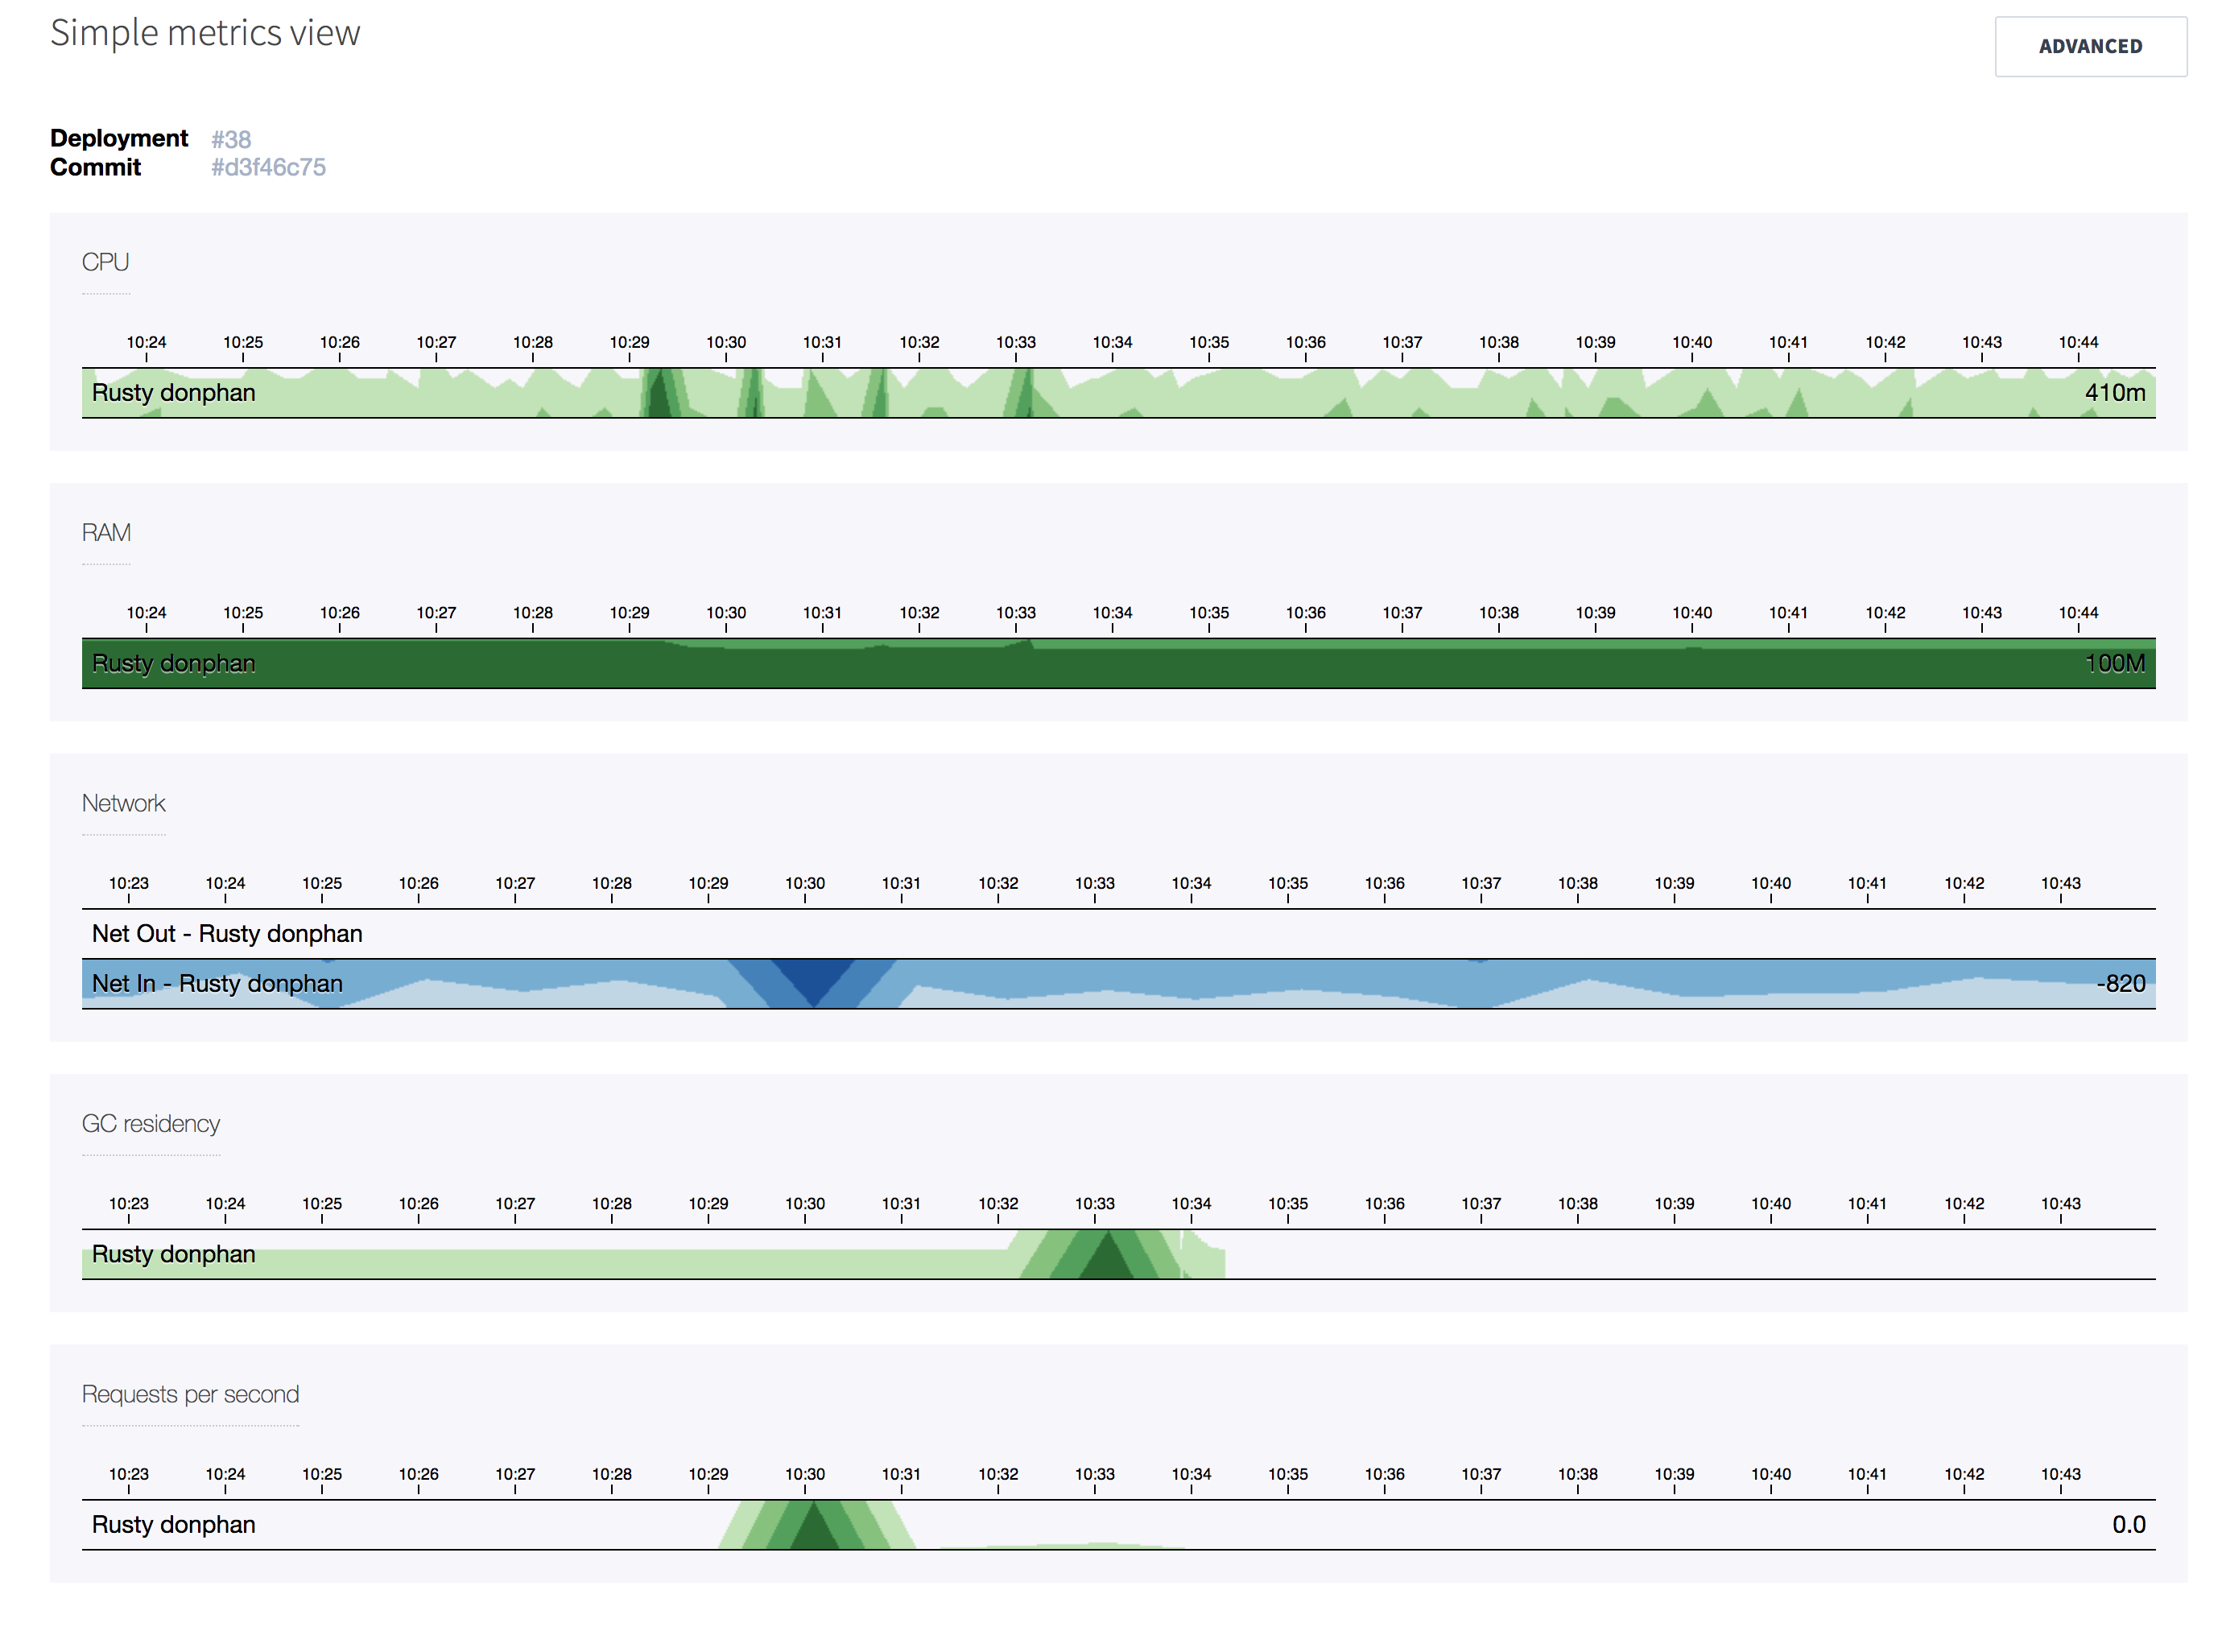 Simple metrics view
ADVANCED
Deployment #38
Commit #d3f46c75
CPU
10:24 10:25 10:26 10:27 10:28 10:29 10:30 10:31 10:32 10:33 10:34 10:35 10:36 10:37 10:38 10:39 10:40 10:41 10:42 10:43 10:44
Rusty donphan 410m
RAM
10:24 10:25 10:26 10:27 10:28 10:29 10:30 10:31 10:32 10:33 10:34 10:35 10:36 10:37 10:38 10:39 10:40 10:41 10:42 10:43 10:44
Rusty donphan 100M
Network
10:23 10:24 10:25 10:26 10:27 10:28 10:29 10:30 10:31 10:32 10:33 10:34 10:35 10:36 10:37 10:38 10:39 10:40 10:41 10:42 10:43
Net Out - Rusty donphan
Net In - Rusty donphan -820
GC residency
10:23 10:24 10:25 10:26 10:27 10:28 10:29 10:30 10:31 10:32 10:33 10:34 10:35 10:36 10:37 10:38 10:39 10:40 10:41 10:42 10:43
Rusty donphan
Requests per second
10:23 10:24 10:25 10:26 10:27 10:28 10:29 10:30 10:31 10:32 10:33 10:34 10:35 10:36 10:37 10:38 10:39 10:40 10:41 10:42 10:43
Rusty donphan 0.0